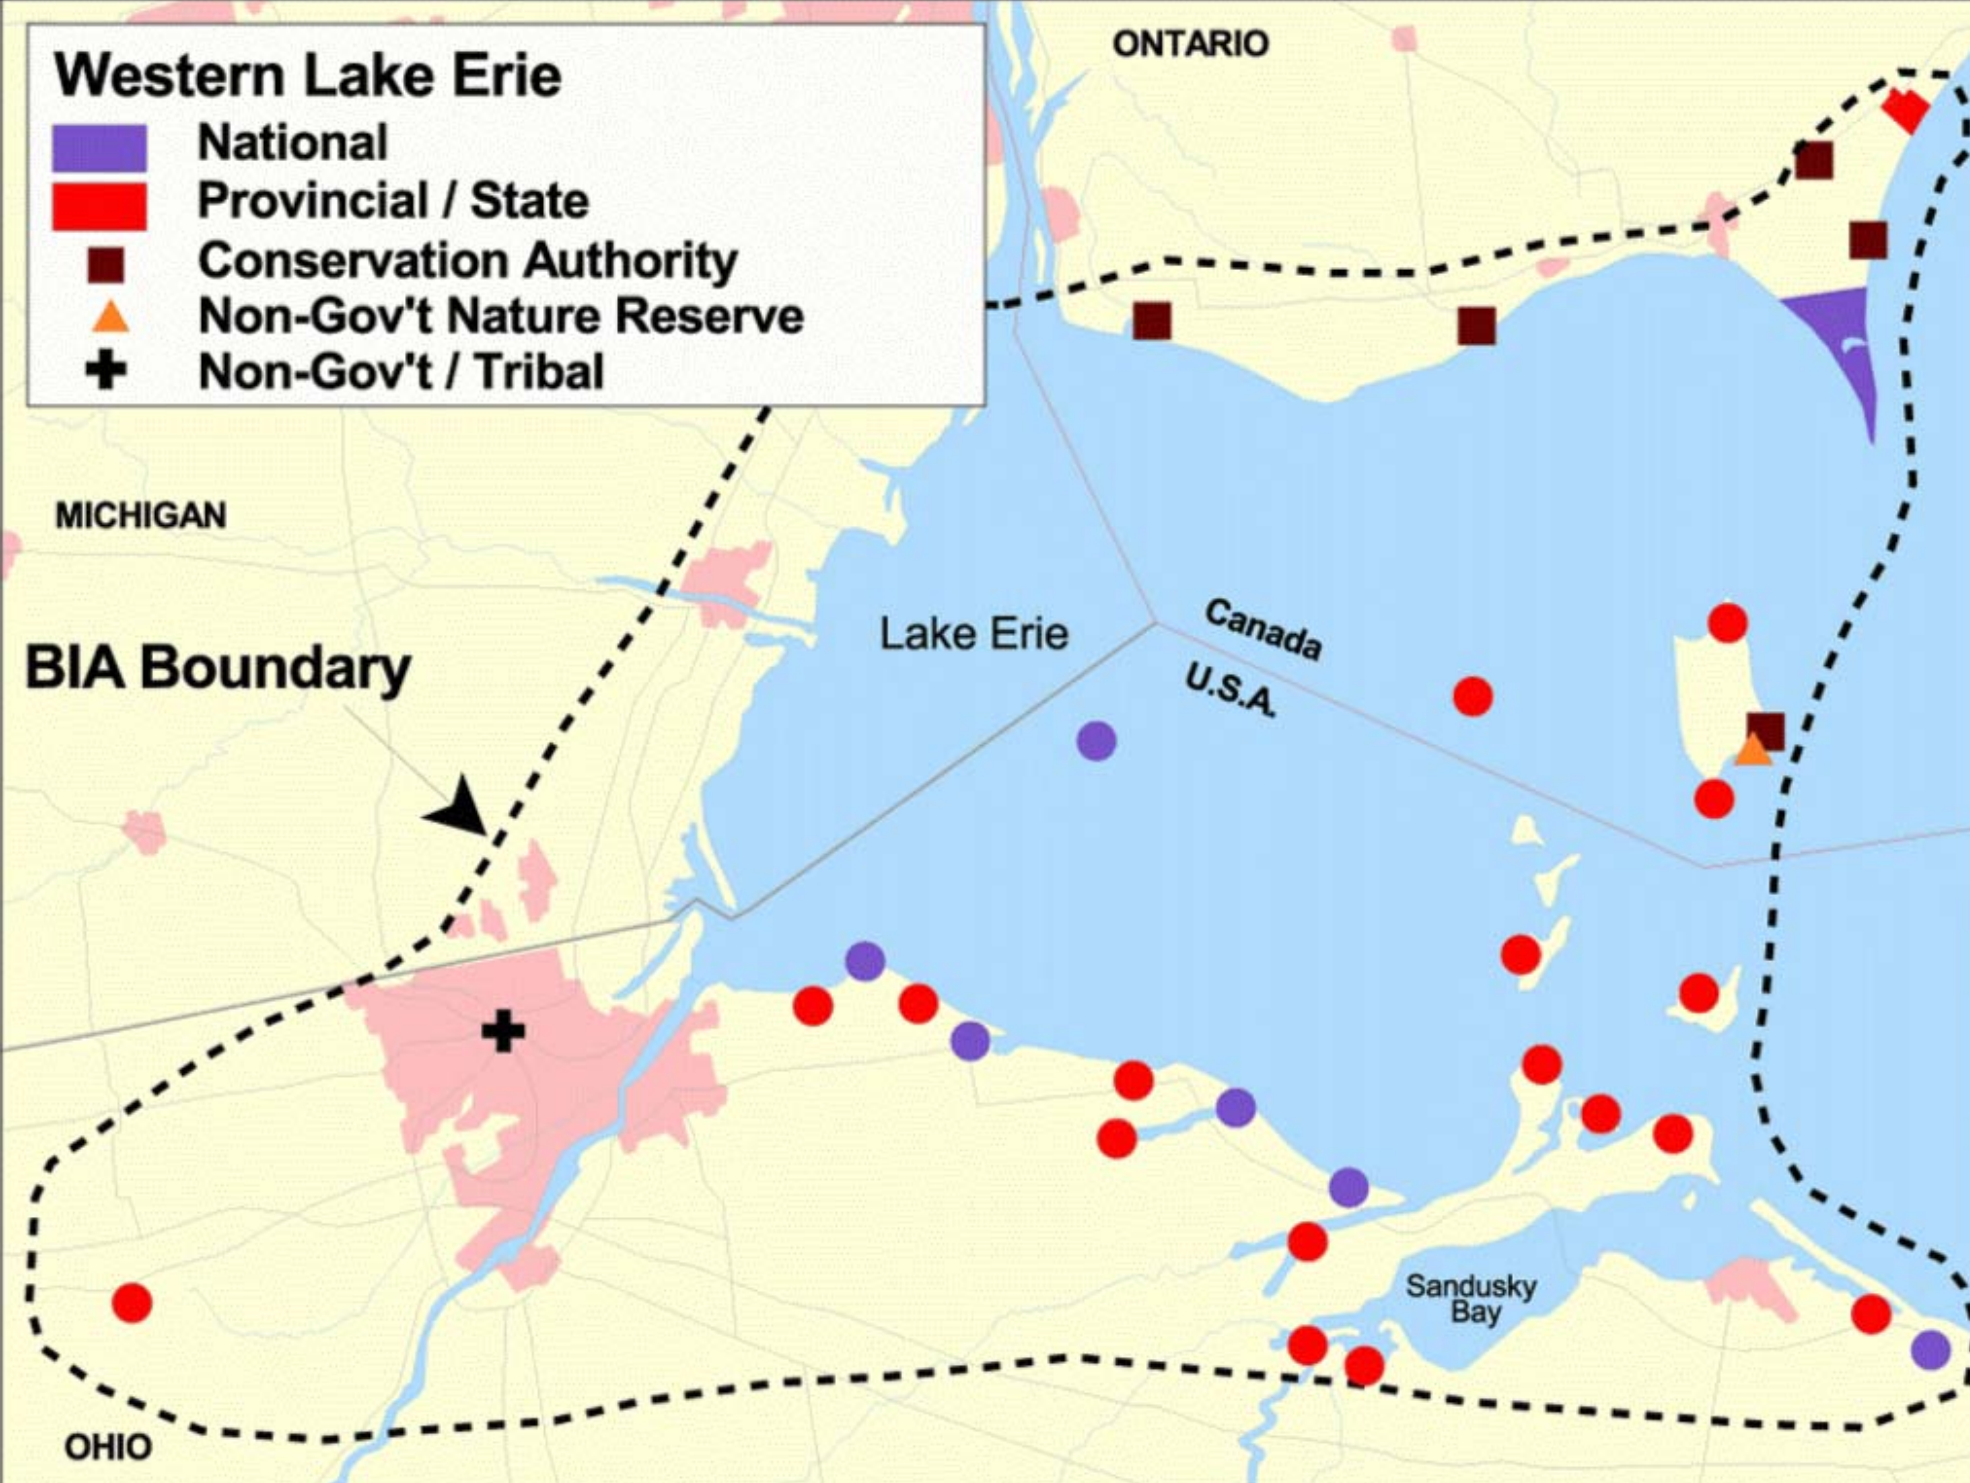 Western Lake Erie
National
Provincial / State
Conservation Authority
Non-Gov't Nature Reserve
Non-Gov't / Tribal
ONTARIO
MICHIGAN
BIA Boundary
Lake Erie
Canada
U.S.A.
Sandusky
Bay
OHIO